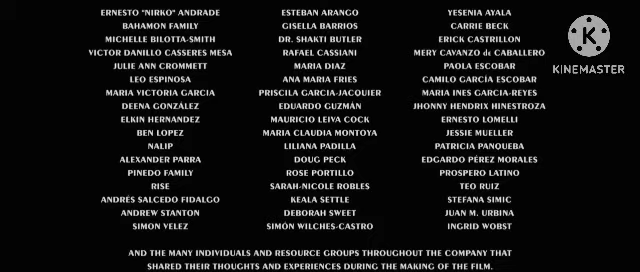 ERNESTO "NIRKO" ANDRADE
BAHAMON FAMILY
MICHELLE BILOTTA-SMITH
VICTOR DANILLO CASSERES MESA
JULIE ANN CROMMETT
LEO ESPINOSA
MARIA VICTORIA GARCIA
DEENA GONZÁLEZ
ELKIN HERNANDEZ
BEN LOPEZ
NALIP
ALEXANDER PARRA
PINEDO FAMILY
RISE
ANDRÉS SALCEDO FIDALGO
ANDREW STANTON
SIMON VELEZ
ESTEBAN ARANGO
GISELLA BARRIOS
DR. SHAKTI BUTLER
RAFAEL CASSIANI
MARIA DIAZ
ANA MARIA FRIES
PRISCILA GARCIA-JACQUIER
EDUARDO GUZMÁN
MAURICIO LEIVA COCK
MARIA CLAUDIA MONTOYA
LILIANA PADILLA
DOUG PECK
ROSE PORTILLO
SARAH-NICOLE ROBLES
KEALA SETTLE
DEBORAH SWEET
SIMÓN WILCHES-CASTRO
YESENIA AYALA
CARRIE BECK
ERICK CASTRILLON
MERY CAVANZO de CABALLERO
PAOLA ESCOBAR
CAMILO GARCÍA ESCOBAR
MARIA INES GARCIA-REYES
JHONNY HENDRIX HINESTROZA
ERNESTO LOMELLI
JESSIE MUELLER
PATRICIA PANQUEBA
EDGARDO PÉREZ MORALES
PROSPERO LATINO
TEO RUIZ
STEFANA SIMIC
JUAN M. URBINA
INGRID WOBST
AND THE MANY INDIVIDUALS AND RESOURCE GROUPS THROUGHOUT THE COMPANY THAT
SHARED THEIR THOUGHTS AND EXPERIENCES DURING THE MAKING OF THE FILM.
KINEMASTER